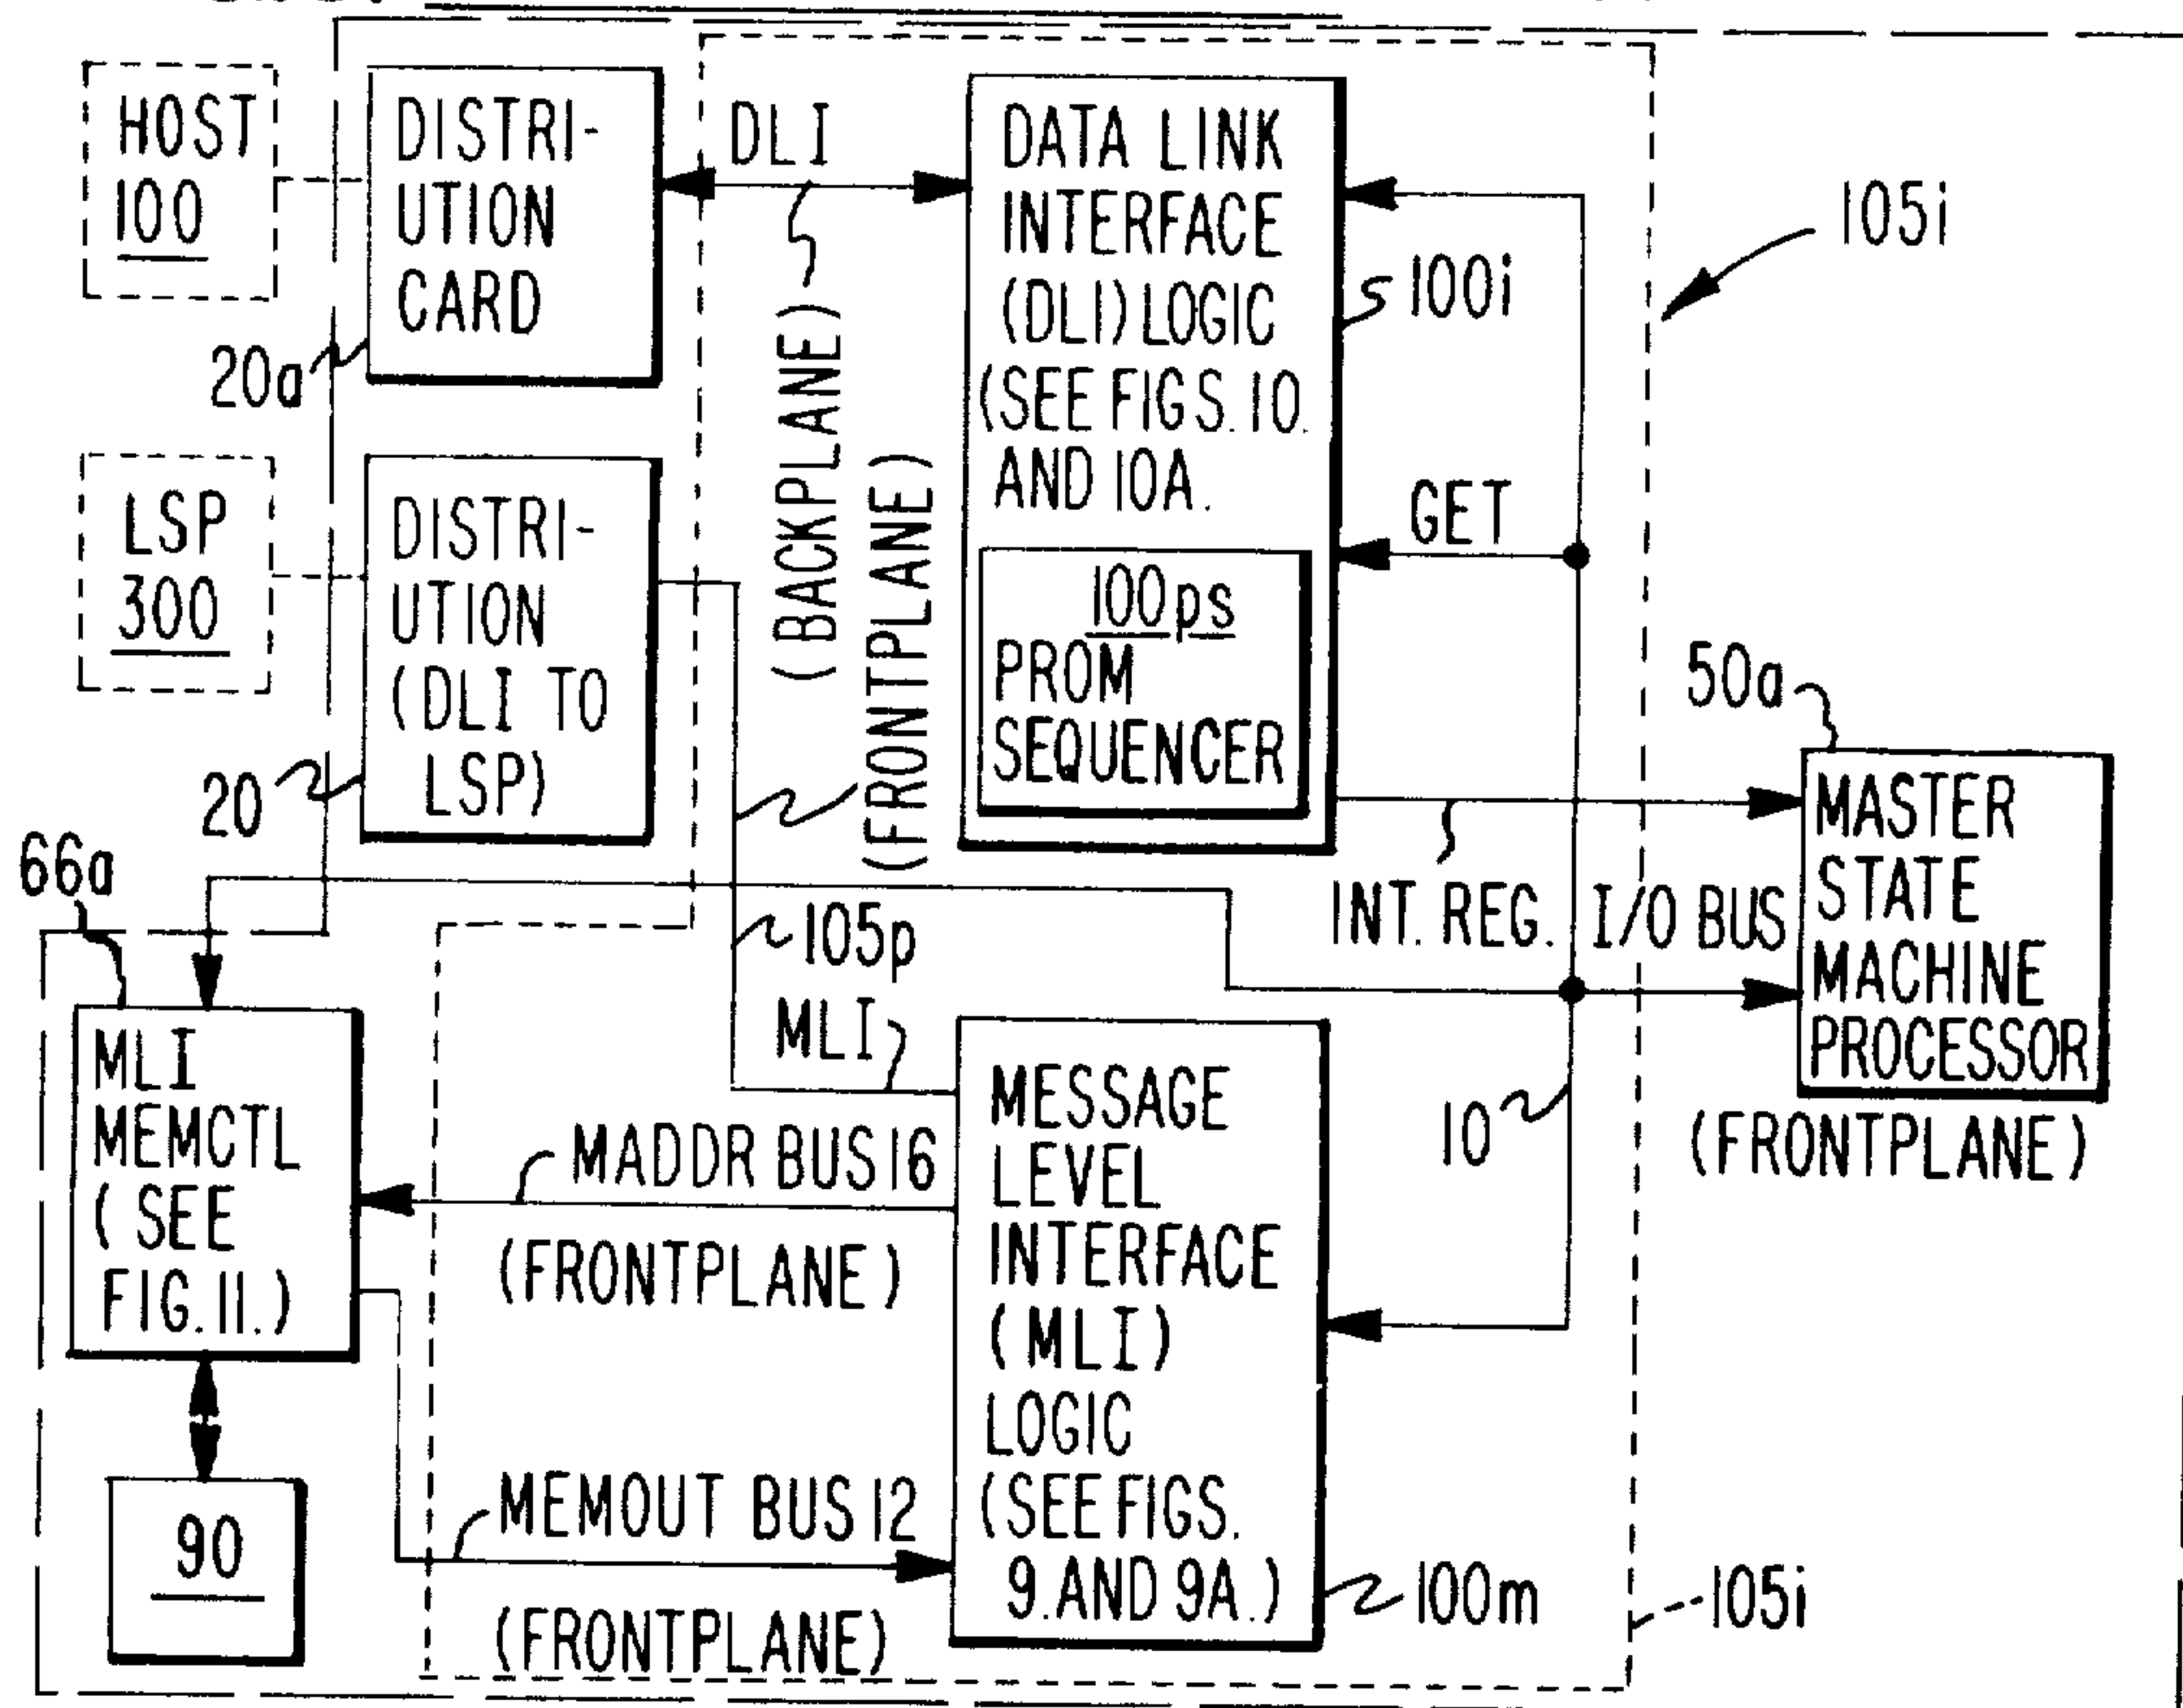 HOST
100
DISTRI-
UTION
CARD
20a
DLI
(BACKPLANE)
DATA LINK
INTERFACE
(DLI) LOGIC
(SEE FIGS. 10.
AND 10A.
100ps
PROM
SEQUENCER
100i
105i
GET
LSP
300
DISTRI-
UTION
(DLI TO
LSP)
20
(FRONTPLANE)
50a
MASTER
STATE
MACHINE
PROCESSOR
(FRONTPLANE)
INT. REG. I/O BUS
10
66a
MLI
MEMCTL
(SEE
FIG. 11.)
90
105p
MLI
MADDR BUS 16
(FRONTPLANE)
MEMOUT BUS 12
(FRONTPLANE)
MESSAGE
LEVEL
INTERFACE
(MLI)
LOGIC
(SEE FIGS.
9. AND 9A.)
100m
105i